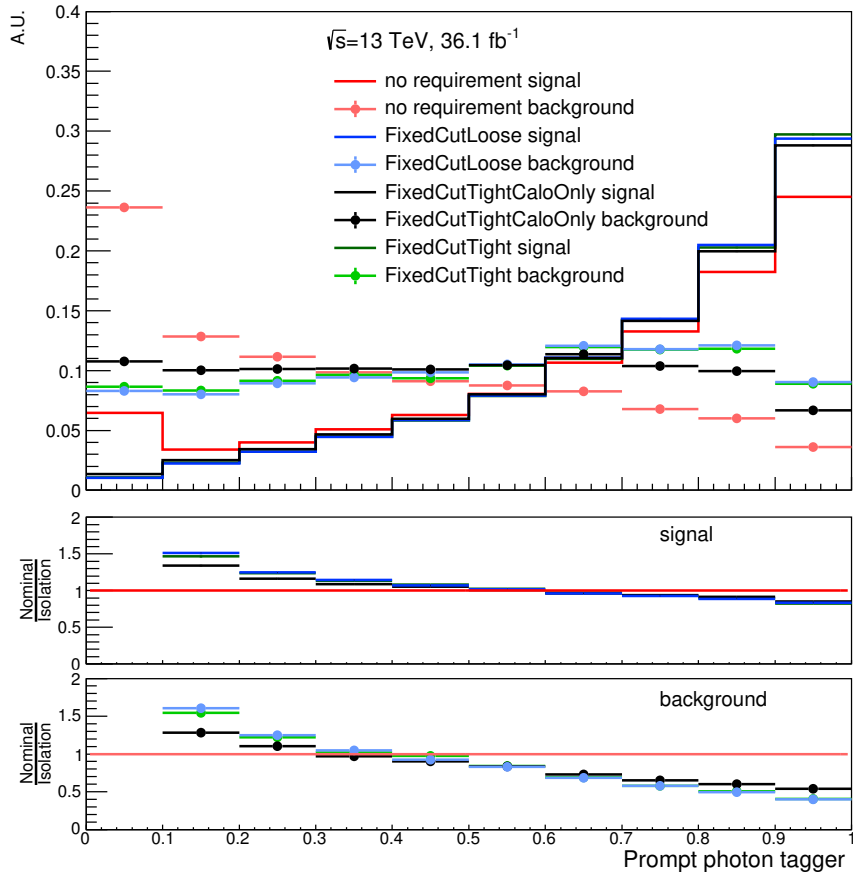 A.U.
0.4
√s=13 TeV, 36.1 fb⁻¹
0.35
no requirement signal
no requirement background
0.3
FixedCutLoose signal
FixedCutLoose background
0.25
FixedCutTightCaloOnly signal
FixedCutTightCaloOnly background
0.2
FixedCutTight signal
FixedCutTight background
0.15
0.1
0.05
0
2
signal
1.5
Nominal
Isolation
1
0.5
0
2
background
1.5
Nominal
Isolation
1
0.5
0
0 0.1 0.2 0.3 0.4 0.5 0.6 0.7 0.8 0.9 1
Prompt photon tagger